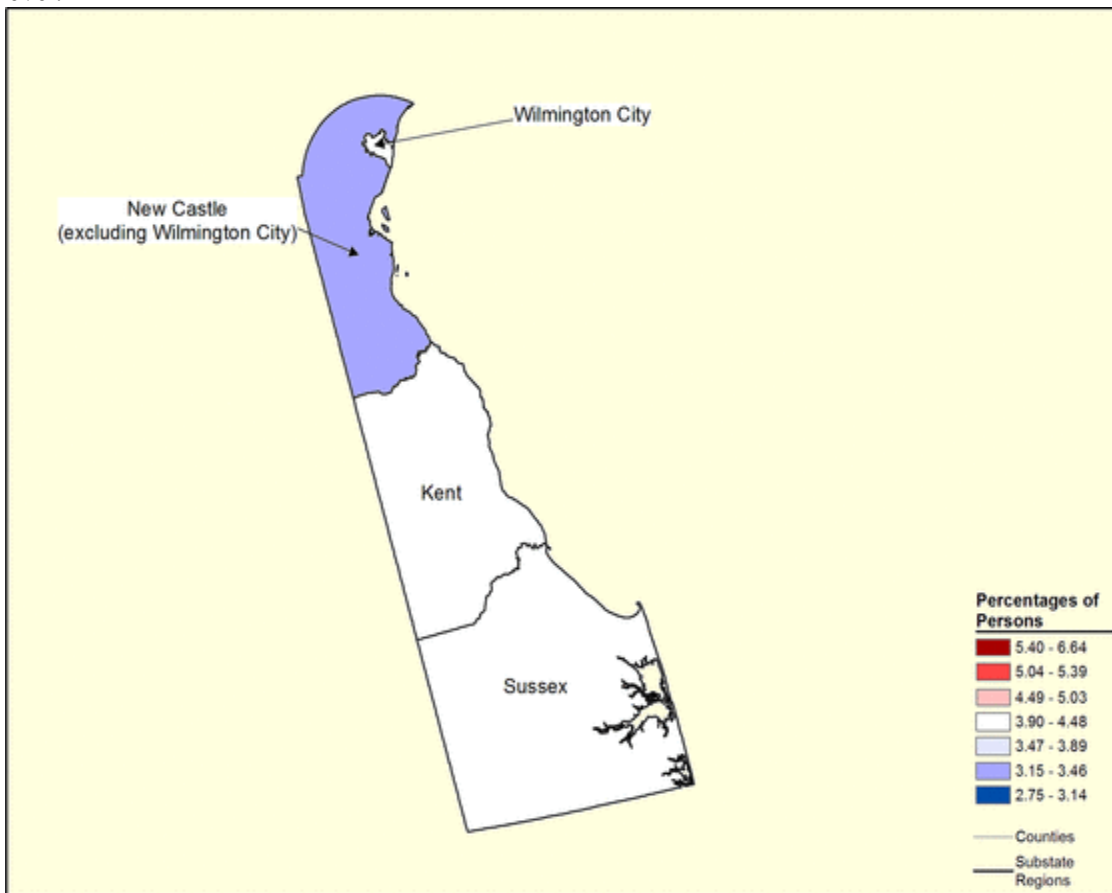 Wilmington City
New Castle
(excluding Wilmington City)
Kent
Sussex
Percentages of
Persons
5.40 - 6.64
5.04 - 5.39
4.49 - 5.03
3.90 - 4.48
3.47 - 3.89
3.15 - 3.46
2.75 - 3.14
Counties
Substate
Regions